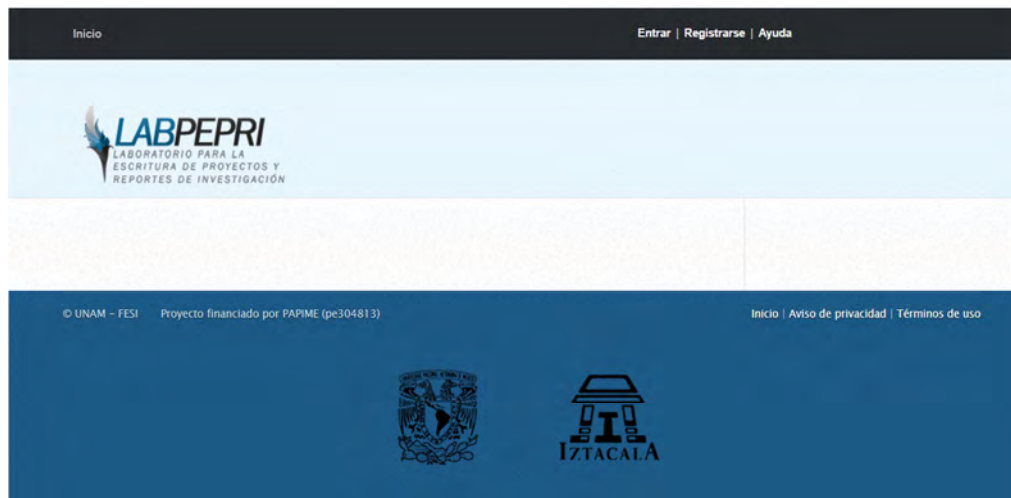 Inicio
Entrar | Registrarse | Ayuda
LABPEPRI
LABORATORIO PARA LA
ESCRITURA DE PROYECTOS Y
REPORTES DE INVESTIGACIÓN
© UNAM – FESI
Proyecto financiado por PAPIME (pe304813)
Inicio | Aviso de privacidad | Términos de uso
IZTACALA